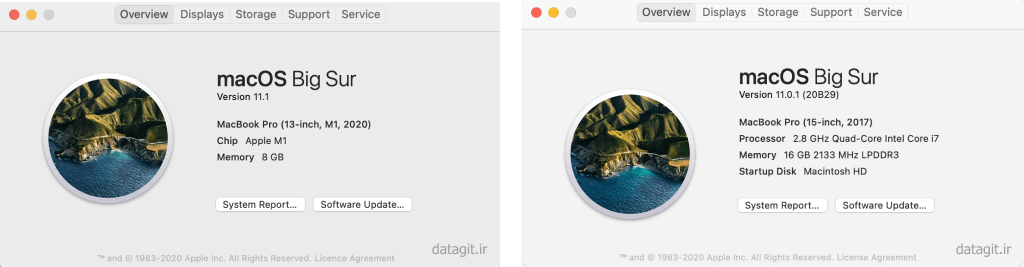 Overview Displays Storage Support Service
macOS Big Sur
Version 11.1
MacBook Pro (13-inch, M1, 2020)
Chip Apple M1
Memory 8 GB
System Report... Software Update...
™ and © 1983-2020 Apple Inc. All Rights Reserved. Licence Agreement
datagit.ir
Overview Displays Storage Support Service
macOS Big Sur
Version 11.0.1 (20B29)
MacBook Pro (15-inch, 2017)
Processor 2.8 GHz Quad-Core Intel Core i7
Memory 16 GB 2133 MHz LPDDR3
Startup Disk Macintosh HD
System Report... Software Update...
™ and © 1983-2020 Apple Inc. All Rights Reserved. License Agreement
datagit.ir